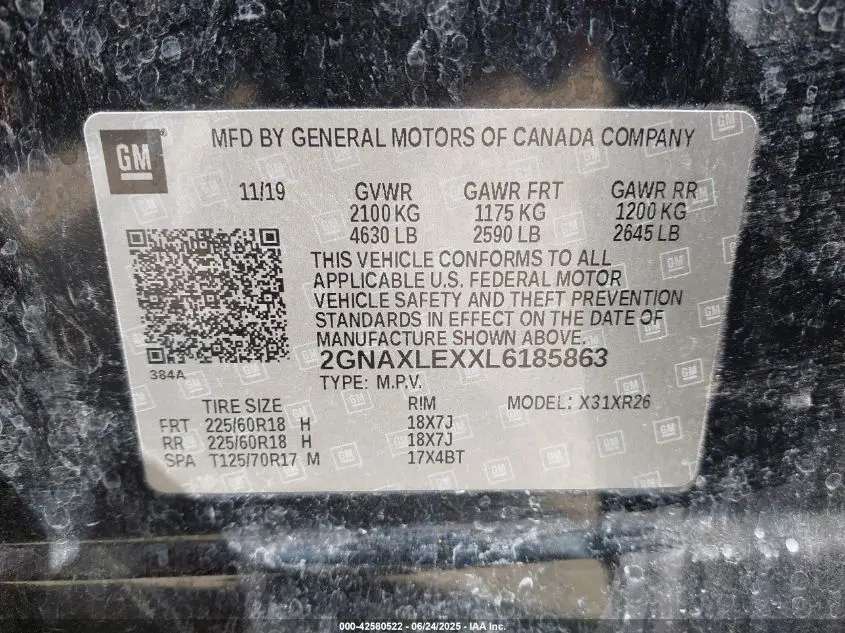 GM ®
MFD BY GENERAL MOTORS OF CANADA COMPANY
11/19 GVWR GAWR FRT GAWR RR
2100 KG 1175 KG 1200 KG
4630 LB 2590 LB 2645 LB
THIS VEHICLE CONFORMS TO ALL
APPLICABLE U.S. FEDERAL MOTOR
VEHICLE SAFETY AND THEFT PREVENTION
STANDARDS IN EFFECT ON THE DATE OF
MANUFACTURE SHOWN ABOVE.
384A
2GNAXLEXXL6185863
TYPE: M.P.V.
TIRE SIZE RIM MODEL: X31XR26
FRT 225/60R18 H 18X7J
RR 225/60R18 H 18X7J
SPA T125/70R17 M 17X4BT
000-42580522 - 06/24/2025 - IAA Inc.